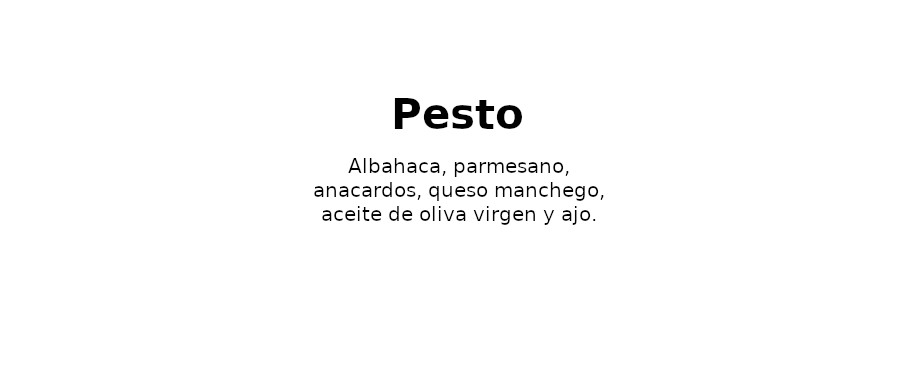 Pesto
Albahaca, parmesano,
anacardos, queso manchego,
aceite de oliva virgen y ajo.